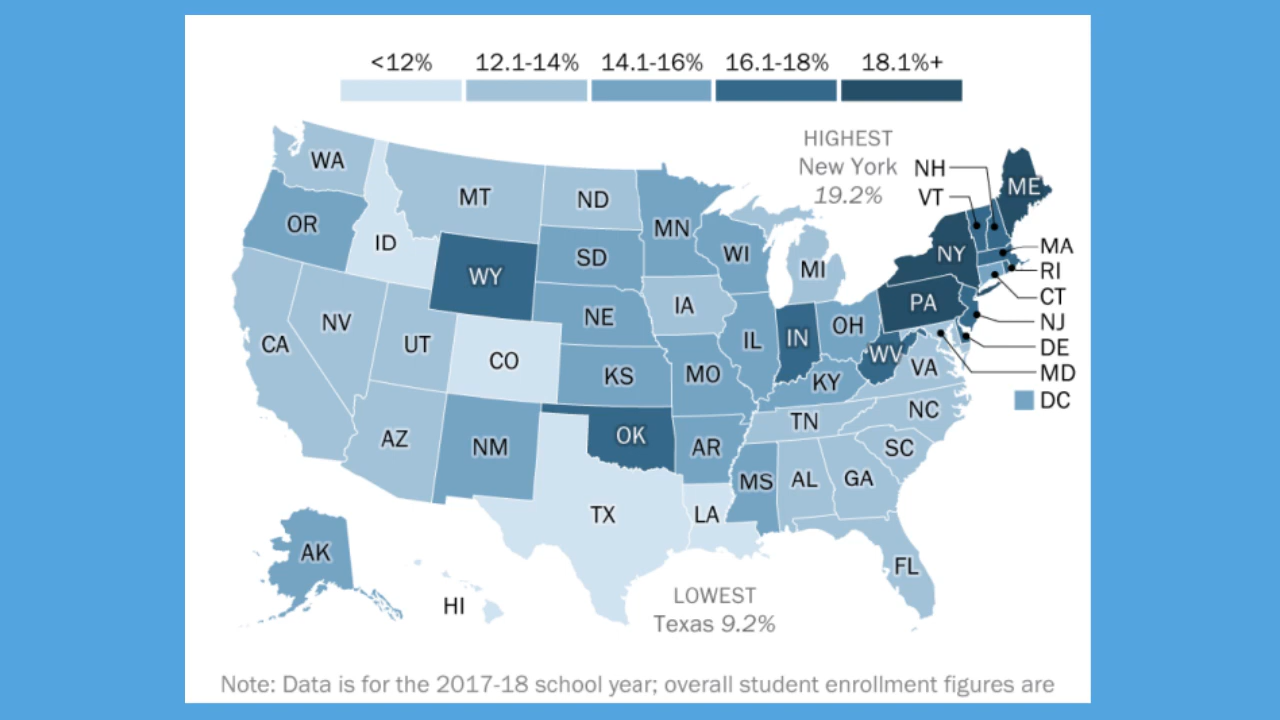 <12% 12.1-14% 14.1-16% 16.1-18% 18.1%+
HIGHEST
New York
19.2%
NH
VT
ME
WA
MT
ND
MN
OR
ID
SD
WI
MI
NY
MA
RI
WY
CT
PA
NJ
IA
NE
OH
DE
NV
CA
UT
CO
IL
IN
WV
VA
MD
KS
MO
KY
DC
NC
TN
AZ
NM
OK
AR
SC
MS
AL
GA
TX
LA
AK
FL
HI
LOWEST
Texas 9.2%
Note: Data is for the 2017-18 school year; overall student enrollment figures are